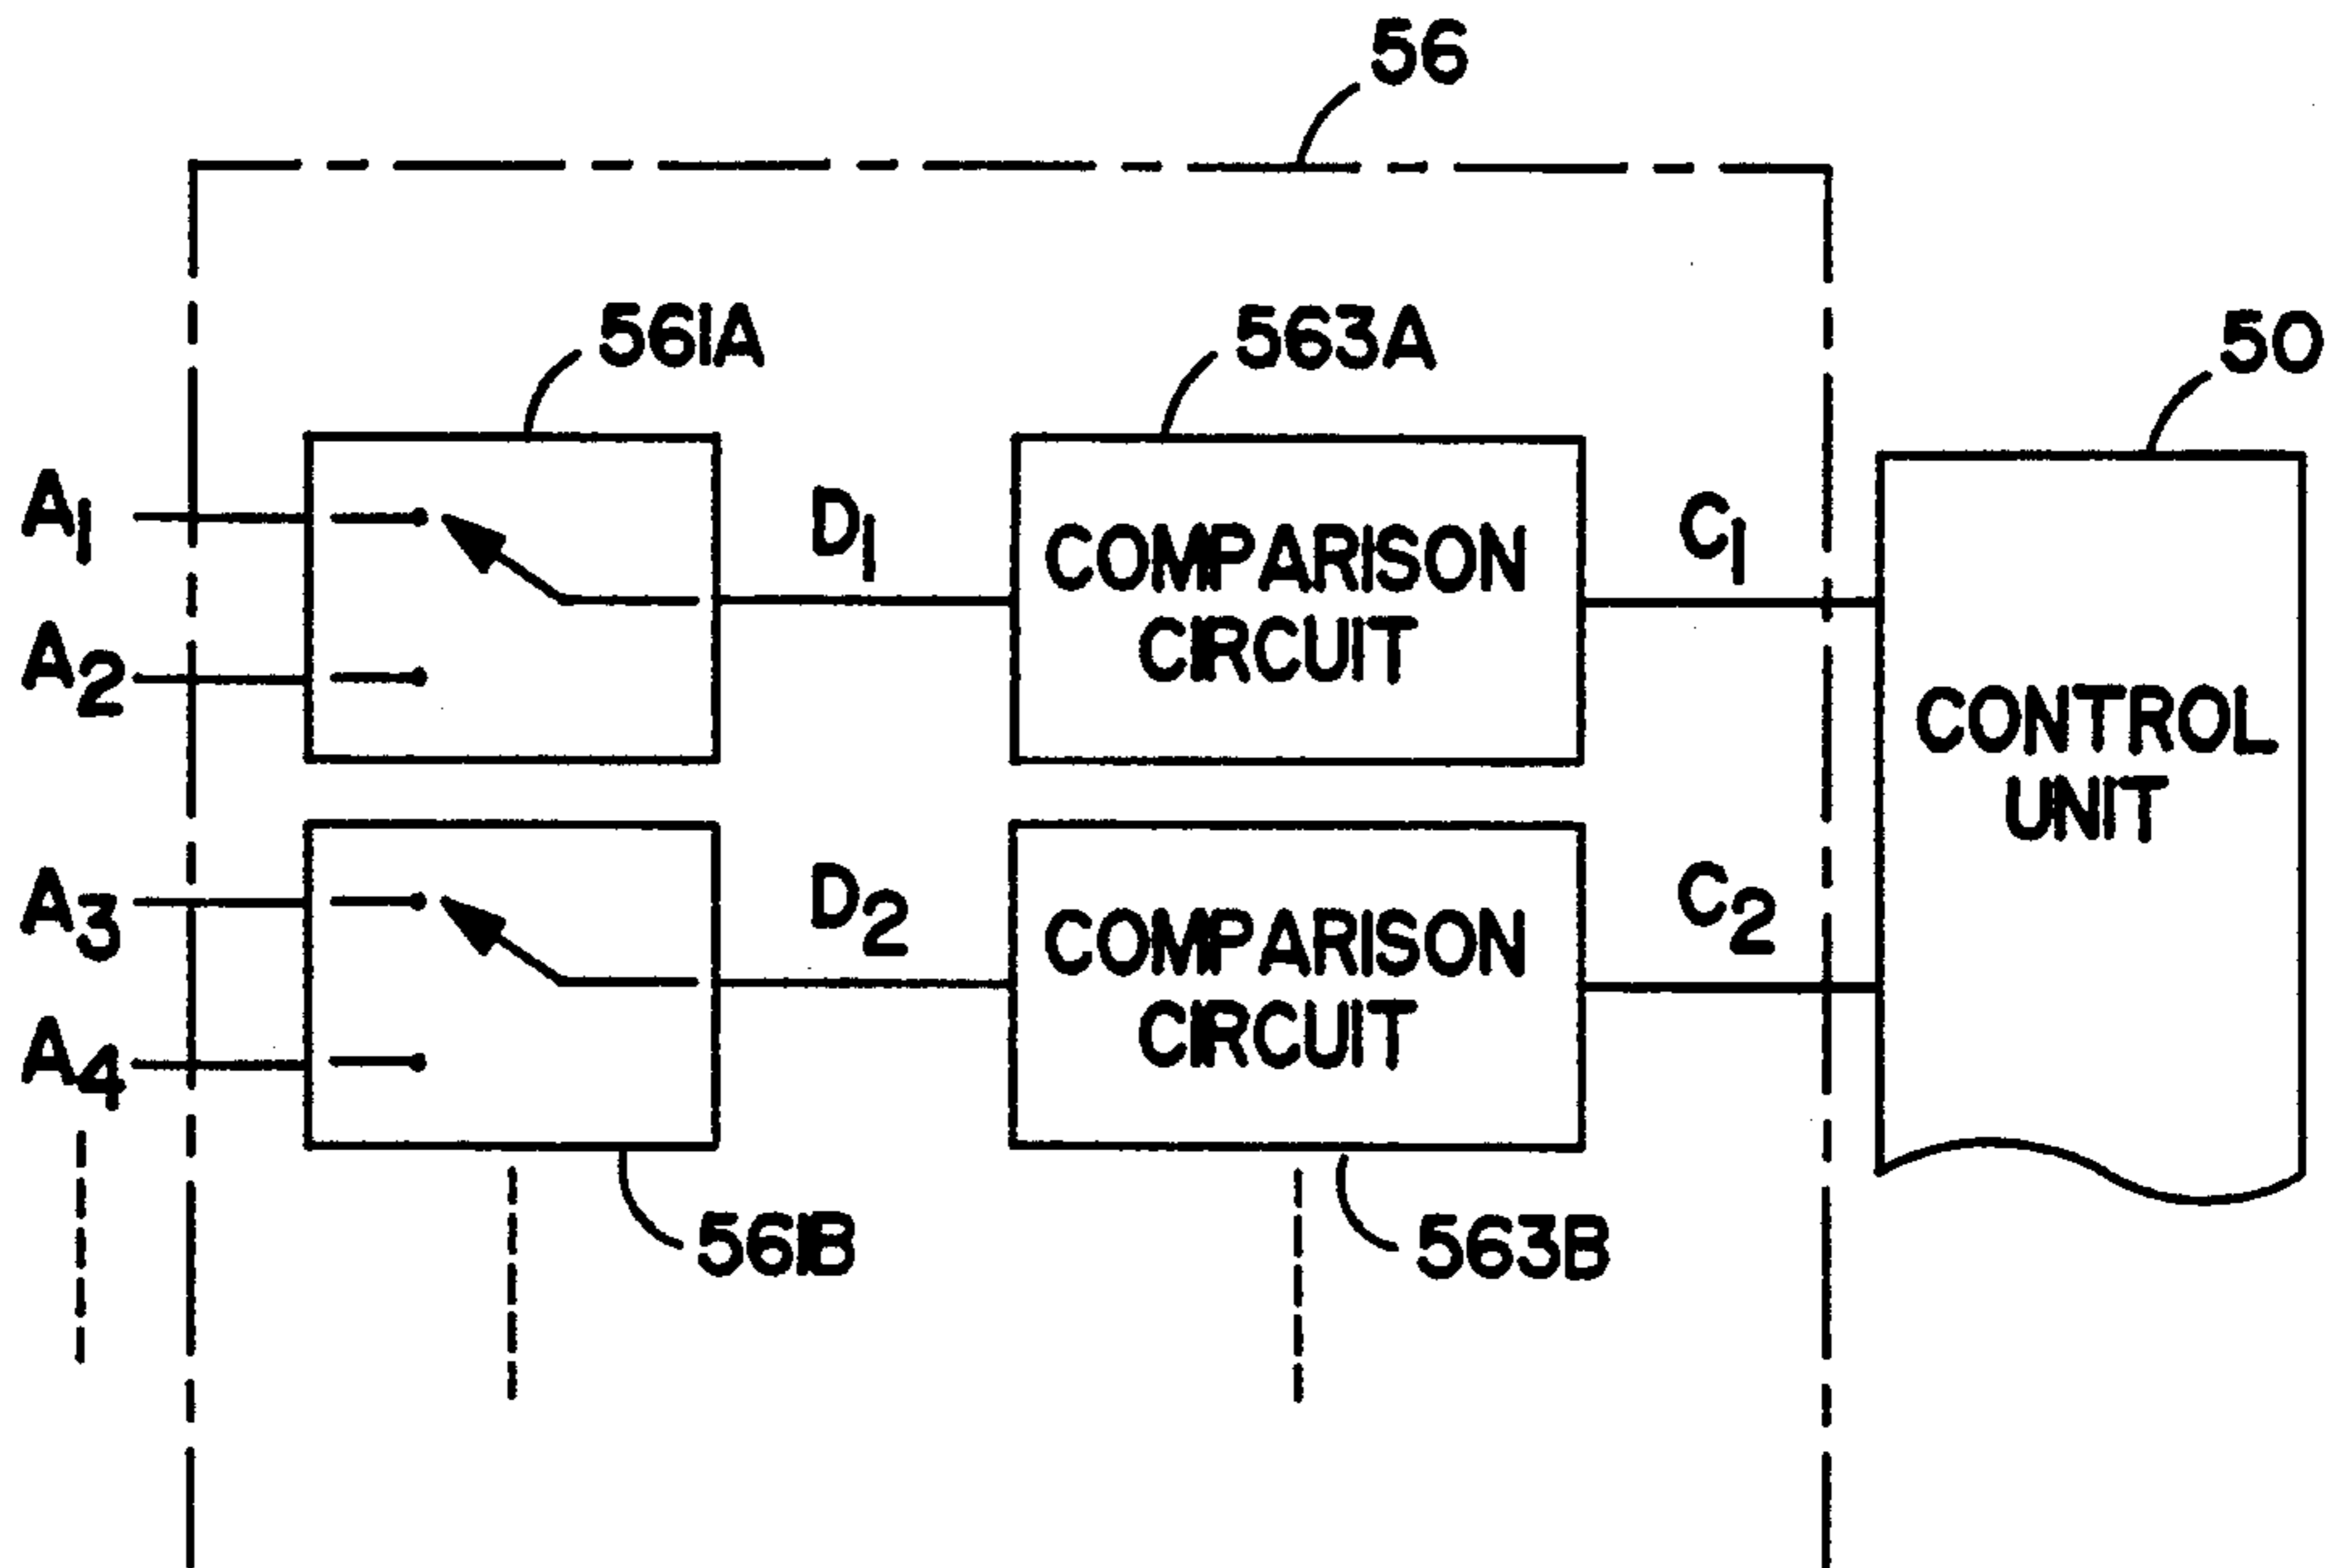 56
561A
563A
50
A1
D1
COMPARISON
CIRCUIT
C1
A2
CONTROL
UNIT
A3
D2
COMPARISON
CIRCUIT
C2
A4
561B
563B